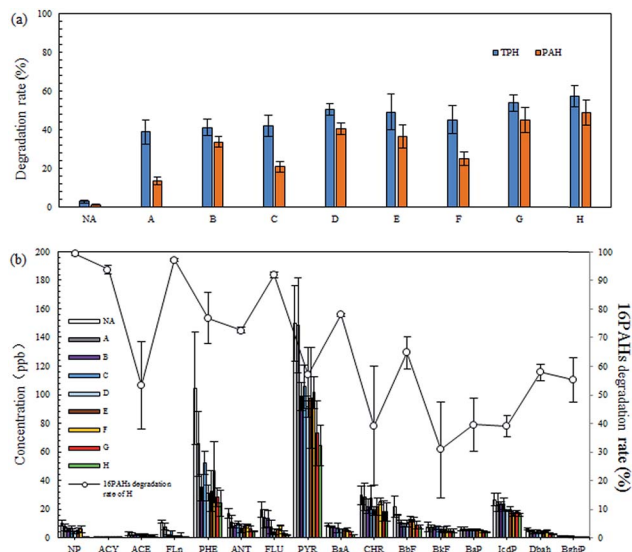 (a)
100
80
60
40
20
0
Degradation rate (%)
TPH PAH
NA A B C D E F G H
(b)
200
180
160
140
120
100
80
60
40
20
0
Concentration (ppb)
NA
A
B
C
D
E
F
G
H
16PAHs degradation
rate of H
100
90
80
70
60
50
40
30
20
10
0
16PAHs degradation
rate (%)
NP ACY ACE FLn PHE ANT FLU PYR BaA CHR BbF BkF BaP IcdP Dbah BghP